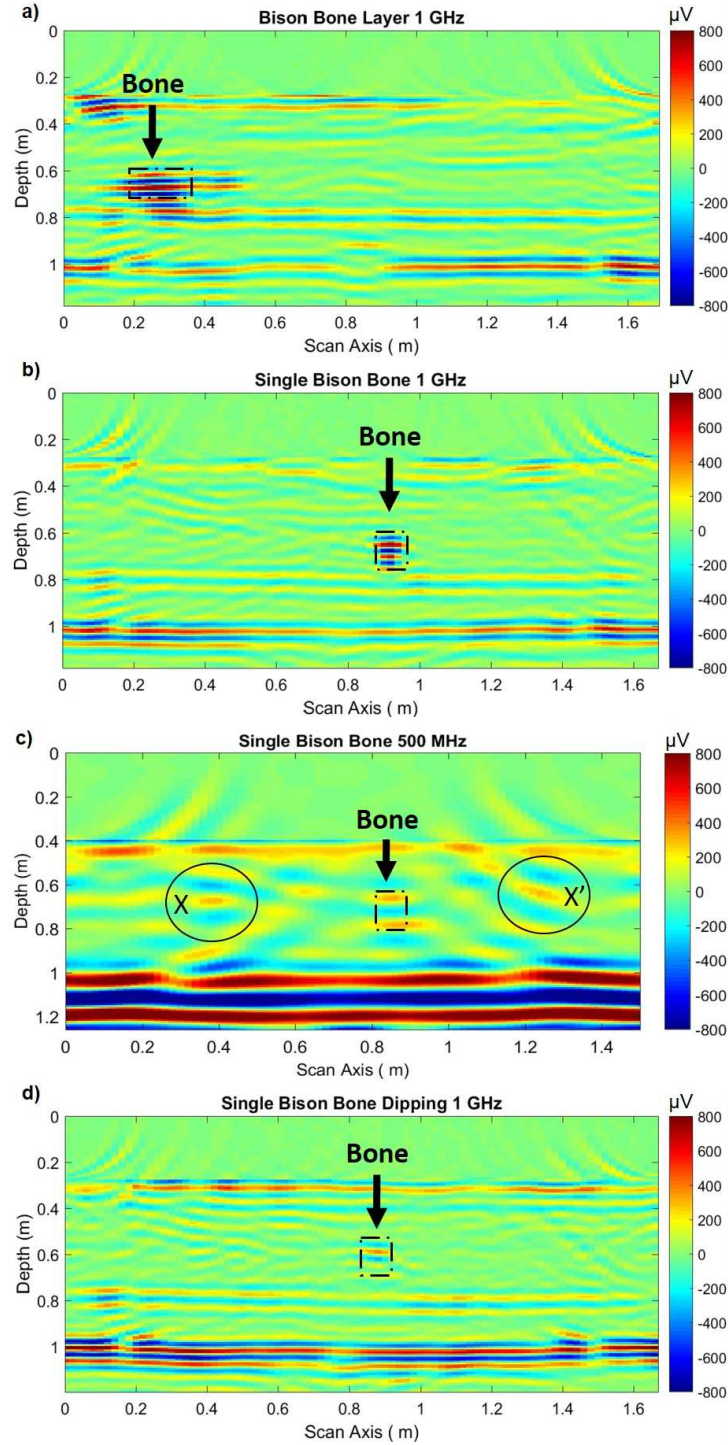 a)
Bison Bone Layer 1 GHz
µV
0
0.2
0.4
0.6
0.8
1
Depth (m)
Bone
0 0.2 0.4 0.6 0.8 1 1.2 1.4 1.6
Scan Axis ( m)
800
600
400
200
0
-200
-400
-600
-800
b)
Single Bison Bone 1 GHz
µV
0
0.2
0.4
0.6
0.8
1
Depth (m)
Bone
0 0.2 0.4 0.6 0.8 1 1.2 1.4 1.6
Scan Axis ( m)
800
600
400
200
0
-200
-400
-600
-800
c)
Single Bison Bone 500 MHz
µV
0
0.2
0.4
0.6
0.8
1
1.2
Depth (m)
Bone
X
X'
0 0.2 0.4 0.6 0.8 1 1.2 1.4
Scan Axis ( m)
800
600
400
200
0
-200
-400
-600
-800
d)
Single Bison Bone Dipping 1 GHz
µV
0
0.2
0.4
0.6
0.8
1
Depth (m)
Bone
0 0.2 0.4 0.6 0.8 1 1.2 1.4 1.6
Scan Axis ( m)
800
600
400
200
0
-200
-400
-600
-800